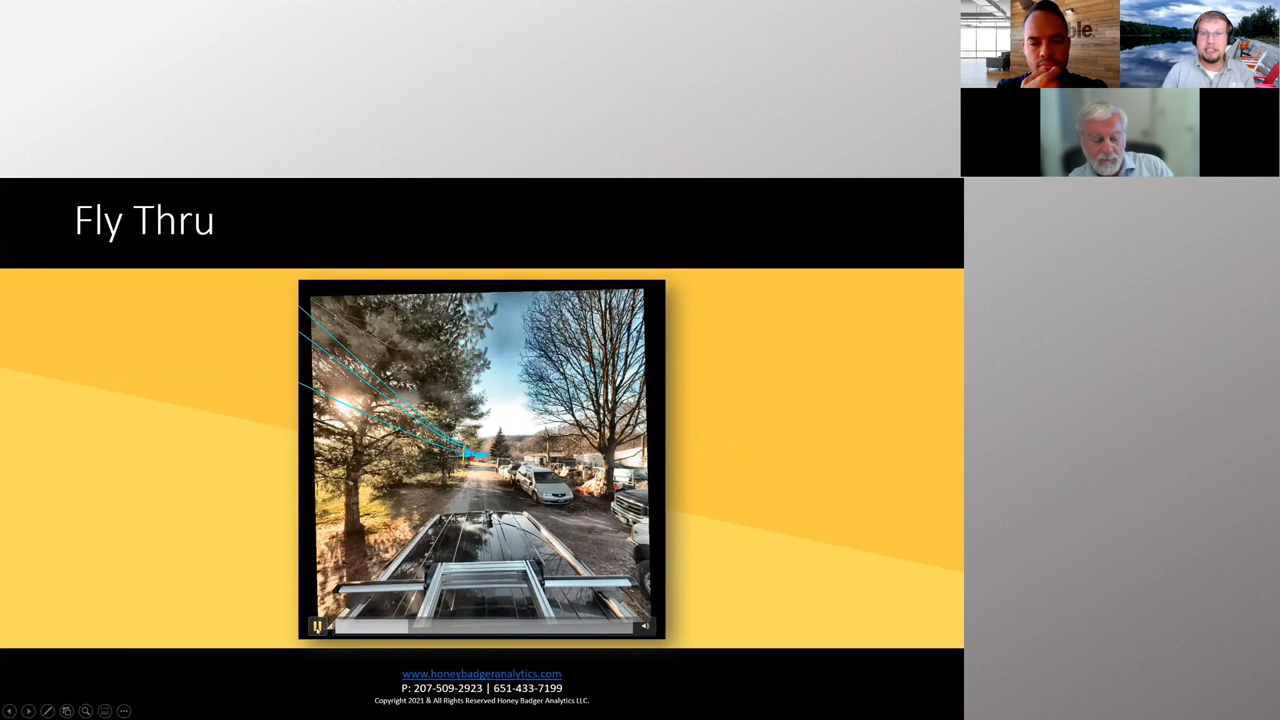 ble.
Fly Thru
www.honeybadgeranalytics.com
P: 207-509-2923 | 651-433-7199
Copyright 2021 & All Rights Reserved Honey Badger Analytics LLC.